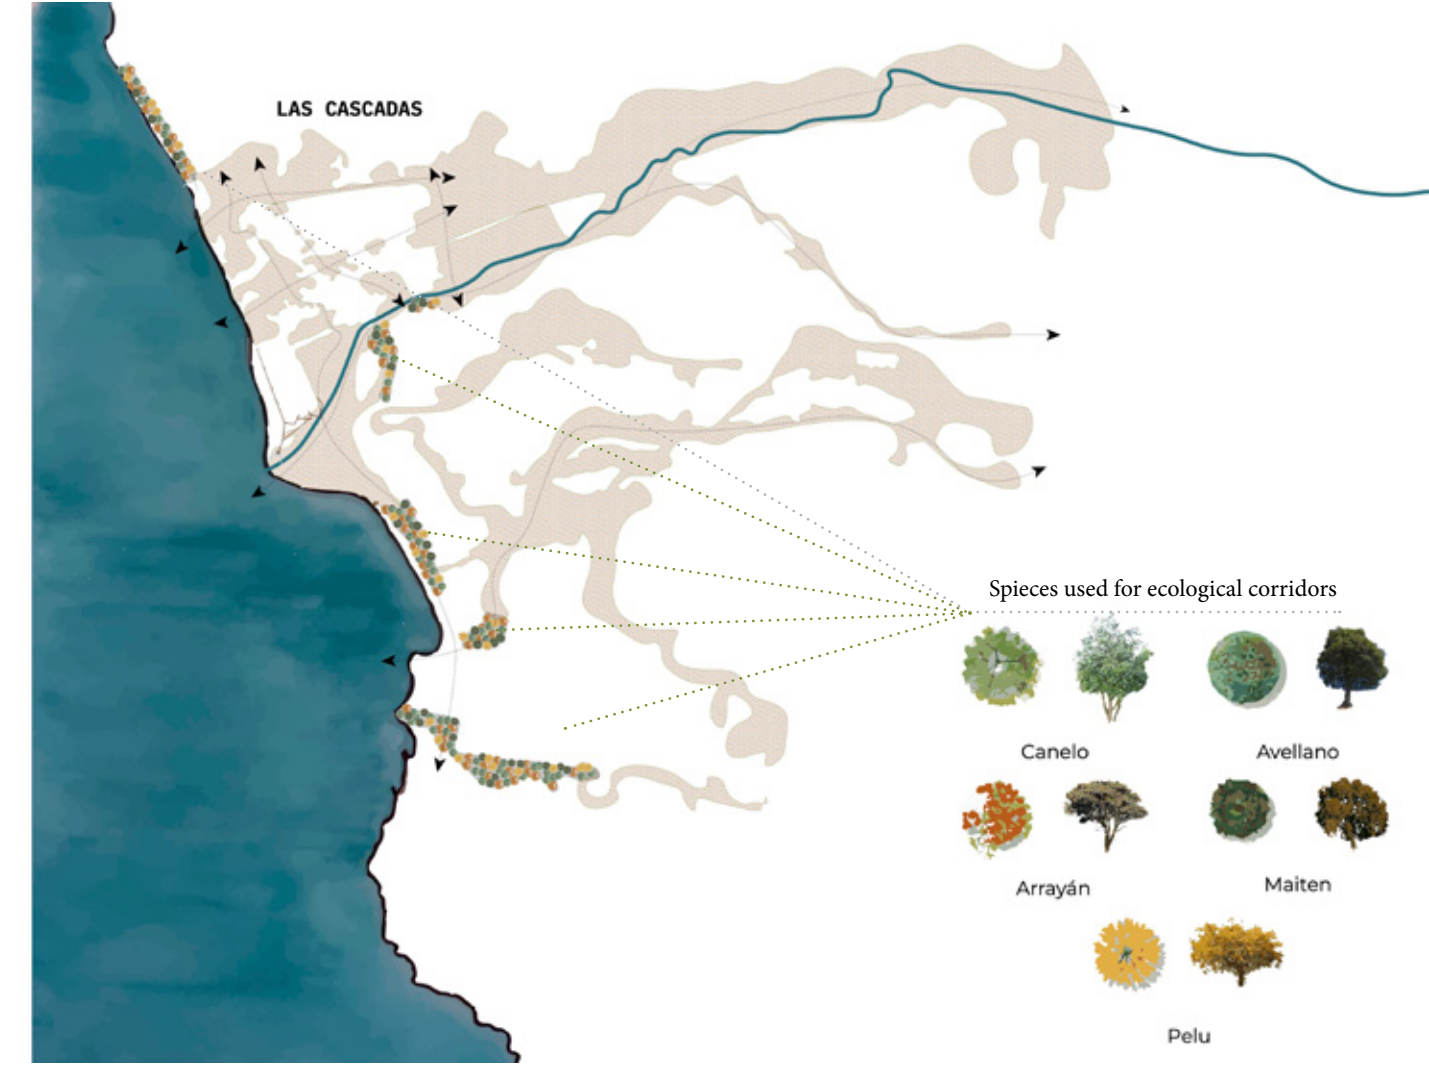 LAS CASCADAS
Spieces used for ecological corridors
Canelo
Avellano
Arrayán
Maiten
Pelu